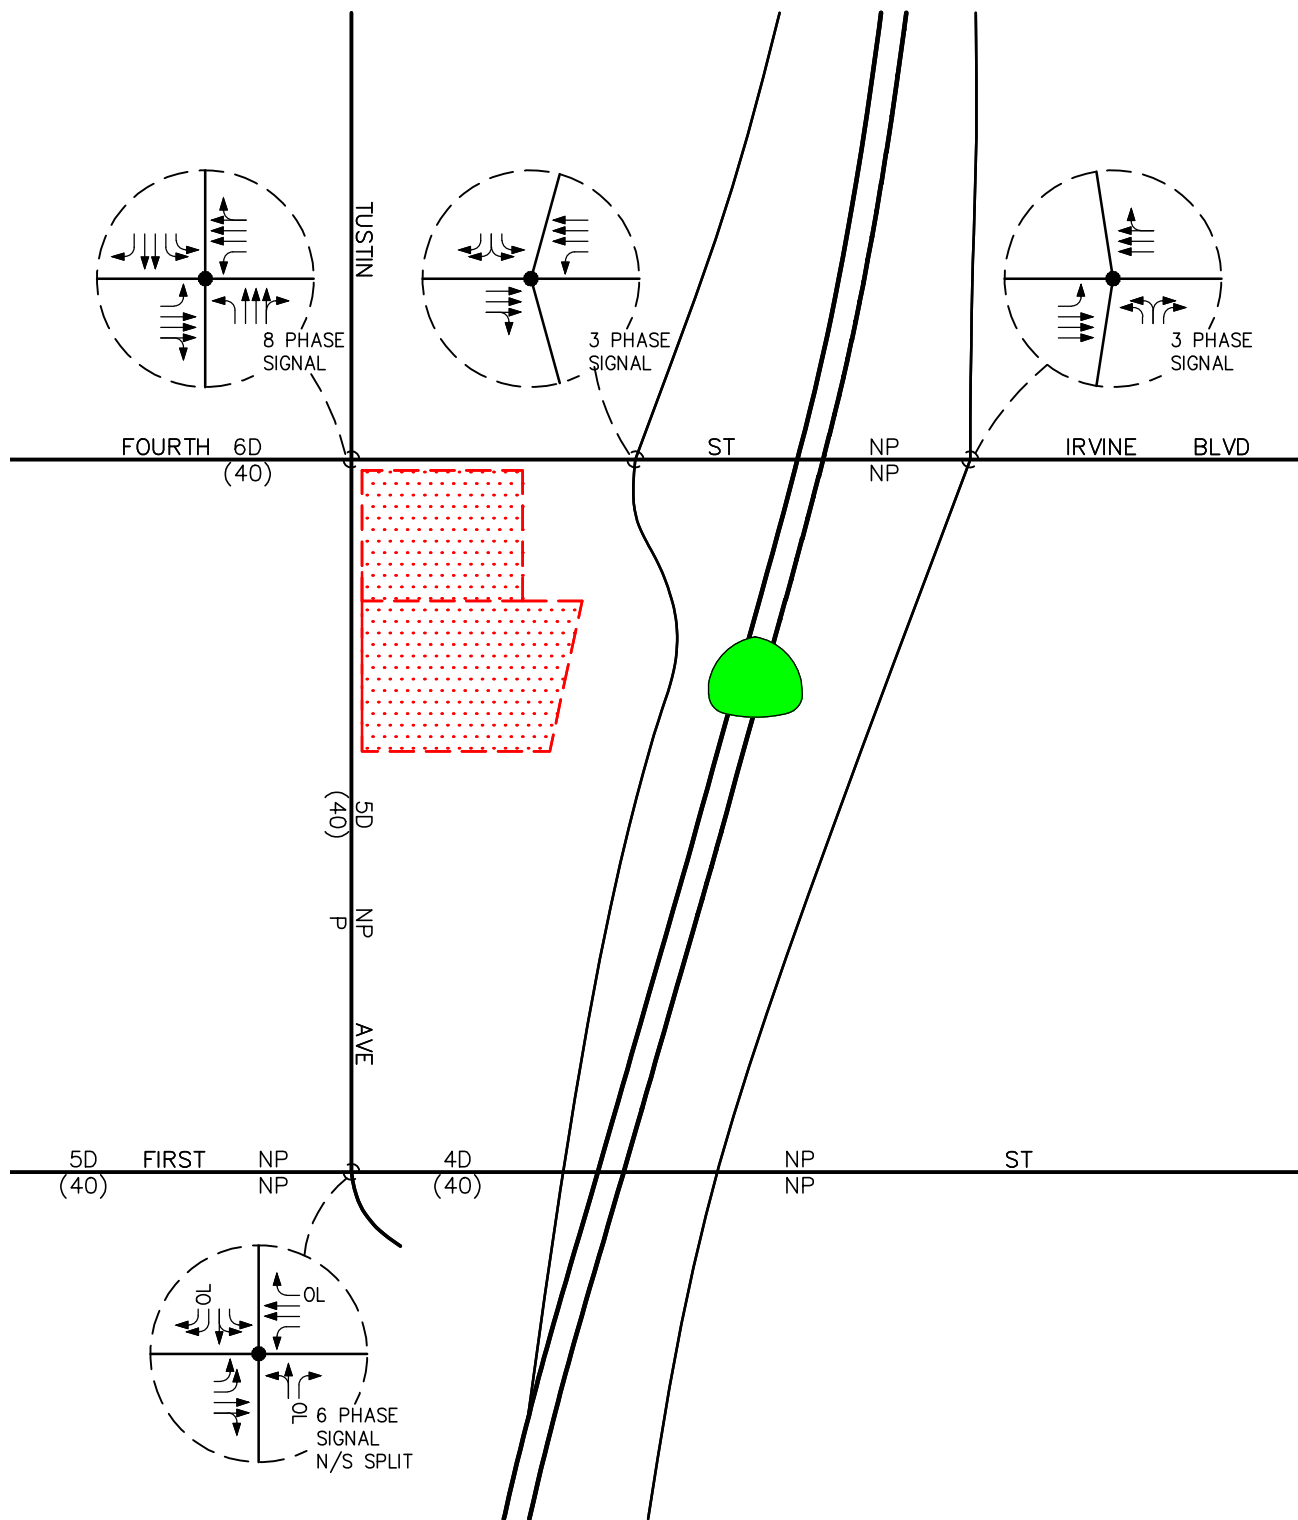 TUSTIN
8 PHASE
SIGNAL
3 PHASE
SIGNAL
3 PHASE
SIGNAL
FOURTH 6D ST NP IRVINE BLVD
(40) NP
5D
(40)
NP
P
AVE
5D FIRST NP 4D NP ST
(40) NP (40) NP
OL
OL
OL
6 PHASE
SIGNAL
N/S SPLIT